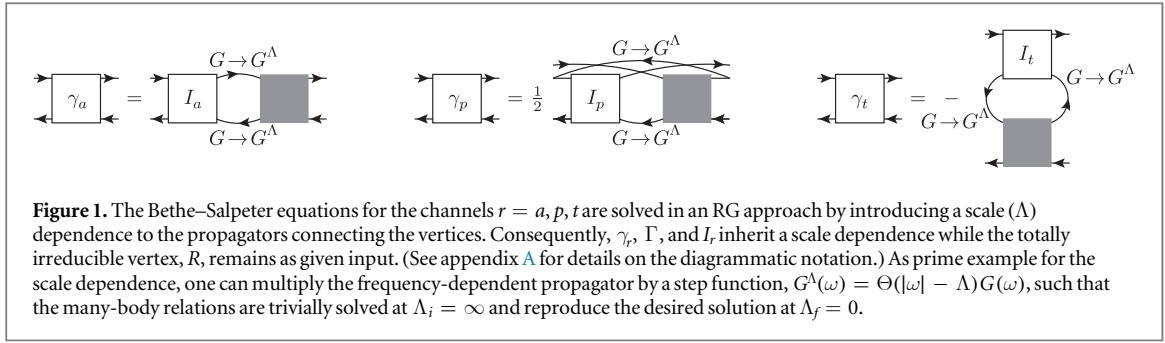 γ_a = I_a G→G^Λ G→G^Λ
γ_p = 1/2 I_p G→G^Λ G→G^Λ
γ_t = − I_t G→G^Λ G→G^Λ
Figure 1. The Bethe–Salpeter equations for the channels r = a, p, t are solved in an RG approach by introducing a scale (Λ)
dependence to the propagators connecting the vertices. Consequently, γ_r, Γ, and I_r inherit a scale dependence while the totally
irreducible vertex, R, remains as given input. (See appendix A for details on the diagrammatic notation.) As prime example for the
scale dependence, one can multiply the frequency-dependent propagator by a step function, G^Λ(ω) = Θ(|ω| − Λ)G(ω), such that
the many-body relations are trivially solved at Λ_i = ∞ and reproduce the desired solution at Λ_f = 0.